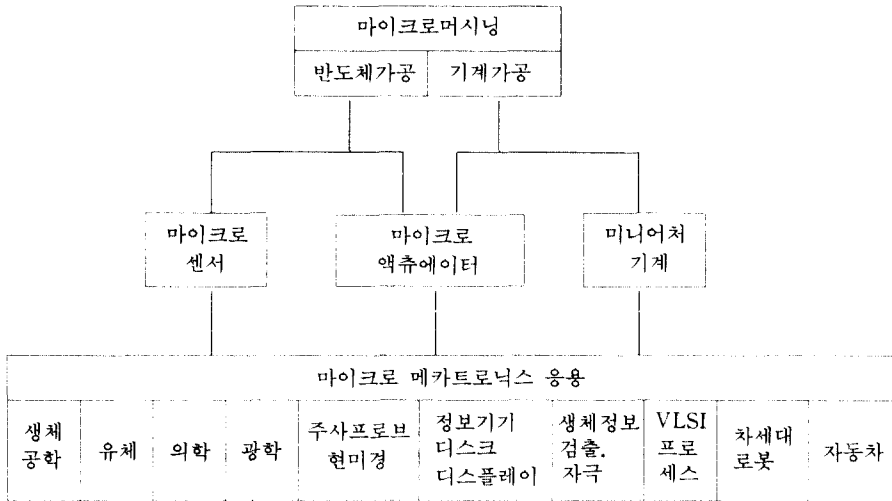 마이크로머시닝
반도체가공 기계가공
마이크로
센서
마이크로
액츄에이터
미니어처
기계
마이크로 메카트로닉스 응용
생체
공학
유체
의학
광학
주사프로브
현미경
정보기기
디스크
디스플레이
생체정보
검출.
자극
VLSI
프로
세스
차세대
로봇
자동차